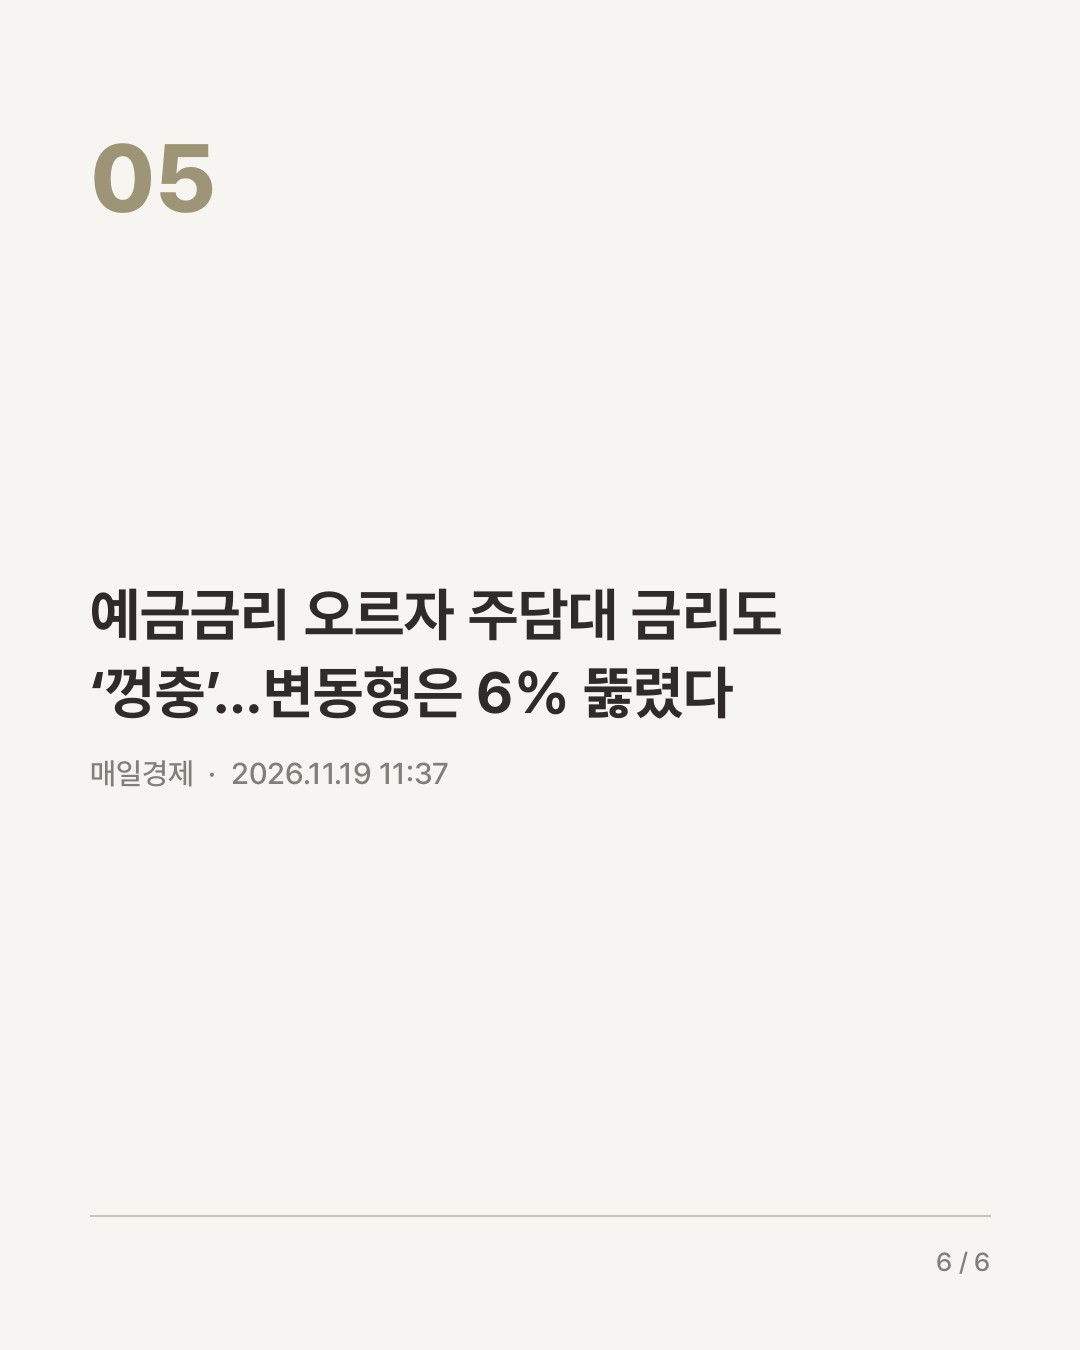 05
예금금리 오르자 주담대 금리도
‘껑충’...변동형은 6% 뚫렸다
매일경제 · 2026.11.19 11:37
6 / 6